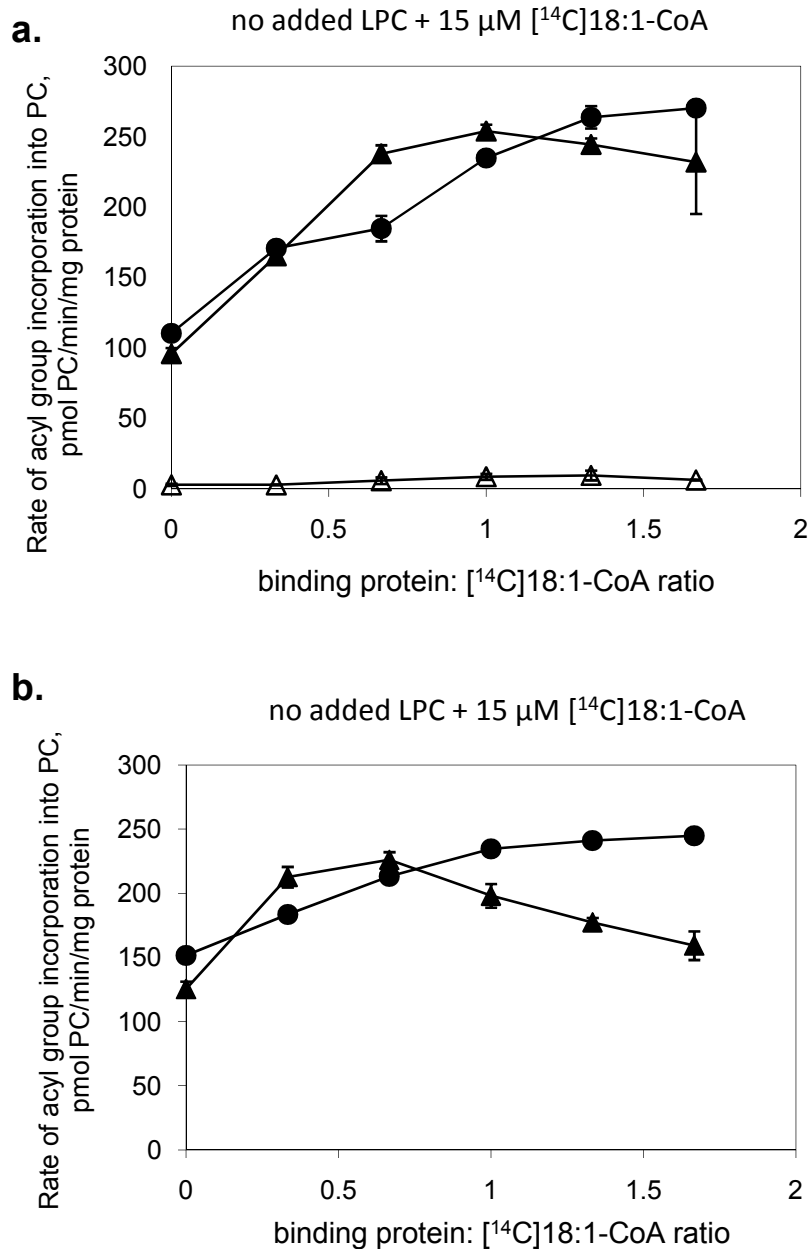 a.
no added LPC + 15 µM [¹⁴C]18:1-CoA
Rate of acyl group incorporation into PC,
pmol PC/min/mg protein
300
250
200
150
100
50
0
0 0.5 1 1.5 2
binding protein: [¹⁴C]18:1-CoA ratio
b.
no added LPC + 15 µM [¹⁴C]18:1-CoA
Rate of acyl group incorporation into PC,
pmol PC/min/mg protein
300
250
200
150
100
50
0
0 0.5 1 1.5 2
binding protein: [¹⁴C]18:1-CoA ratio